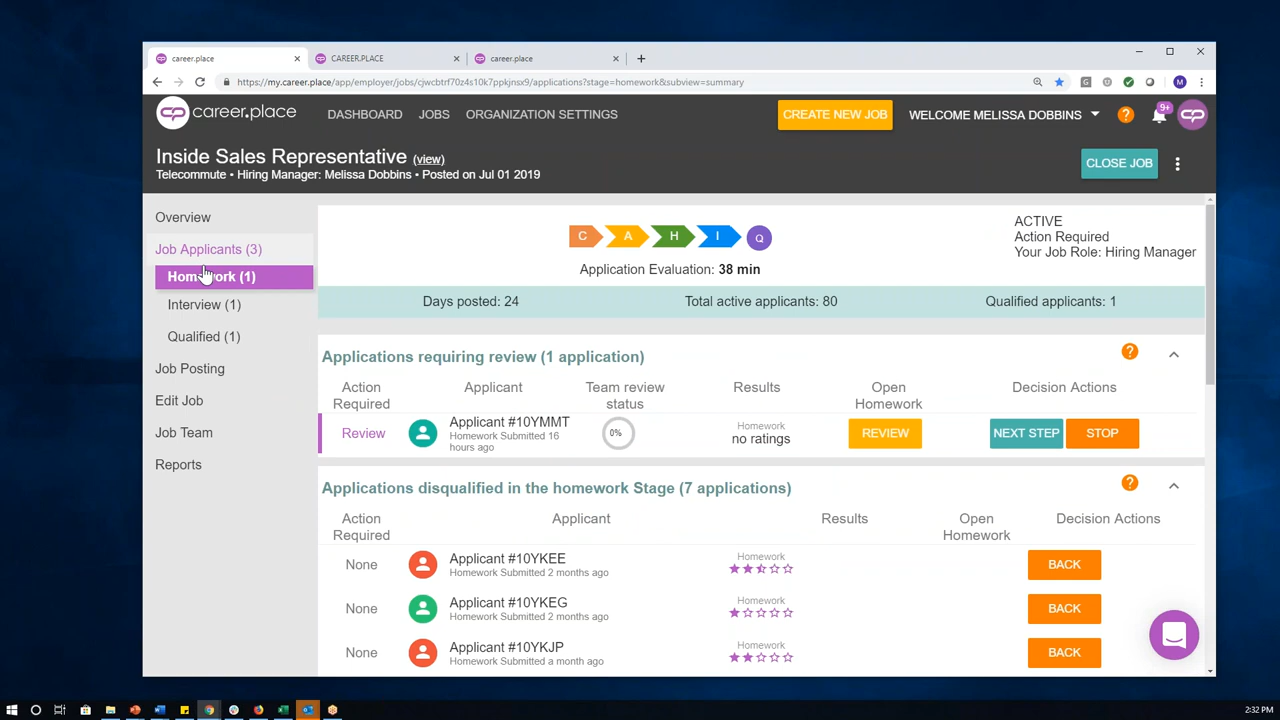 career.place
CAREER.PLACE
career.place
https://my.career.place/app/employer/jobs/cjwcbtrf70z4s10k7ppkjnsx9/applications?stage=homework&subview=summary
M
cp career.place
DASHBOARD JOBS ORGANIZATION SETTINGS
CREATE NEW JOB
WELCOME MELISSA DOBBINS
?
9+
cp
Inside Sales Representative (view)
Telecommute • Hiring Manager: Melissa Dobbins • Posted on Jul 01 2019
CLOSE JOB
Overview
Job Applicants (3)
Homework (1)
Interview (1)
Qualified (1)
Job Posting
Edit Job
Job Team
Reports
C A H I Q
Application Evaluation: 38 min
ACTIVE
Action Required
Your Job Role: Hiring Manager
Days posted: 24 Total active applicants: 80 Qualified applicants: 1
Applications requiring review (1 application)
?
Action Required
Applicant
Team review status
Results
Open Homework
Decision Actions
Review
Applicant #10YMMT
Homework Submitted 16
hours ago
0%
Homework
no ratings
REVIEW
NEXT STEP
STOP
Applications disqualified in the homework Stage (7 applications)
?
Action Required
Applicant
Results
Open Homework
Decision Actions
None
Applicant #10YKEE
Homework Submitted 2 months ago
Homework
BACK
None
Applicant #10YKEG
Homework Submitted 2 months ago
Homework
BACK
None
Applicant #10YKJP
Homework Submitted a month ago
Homework
BACK
2:32 PM